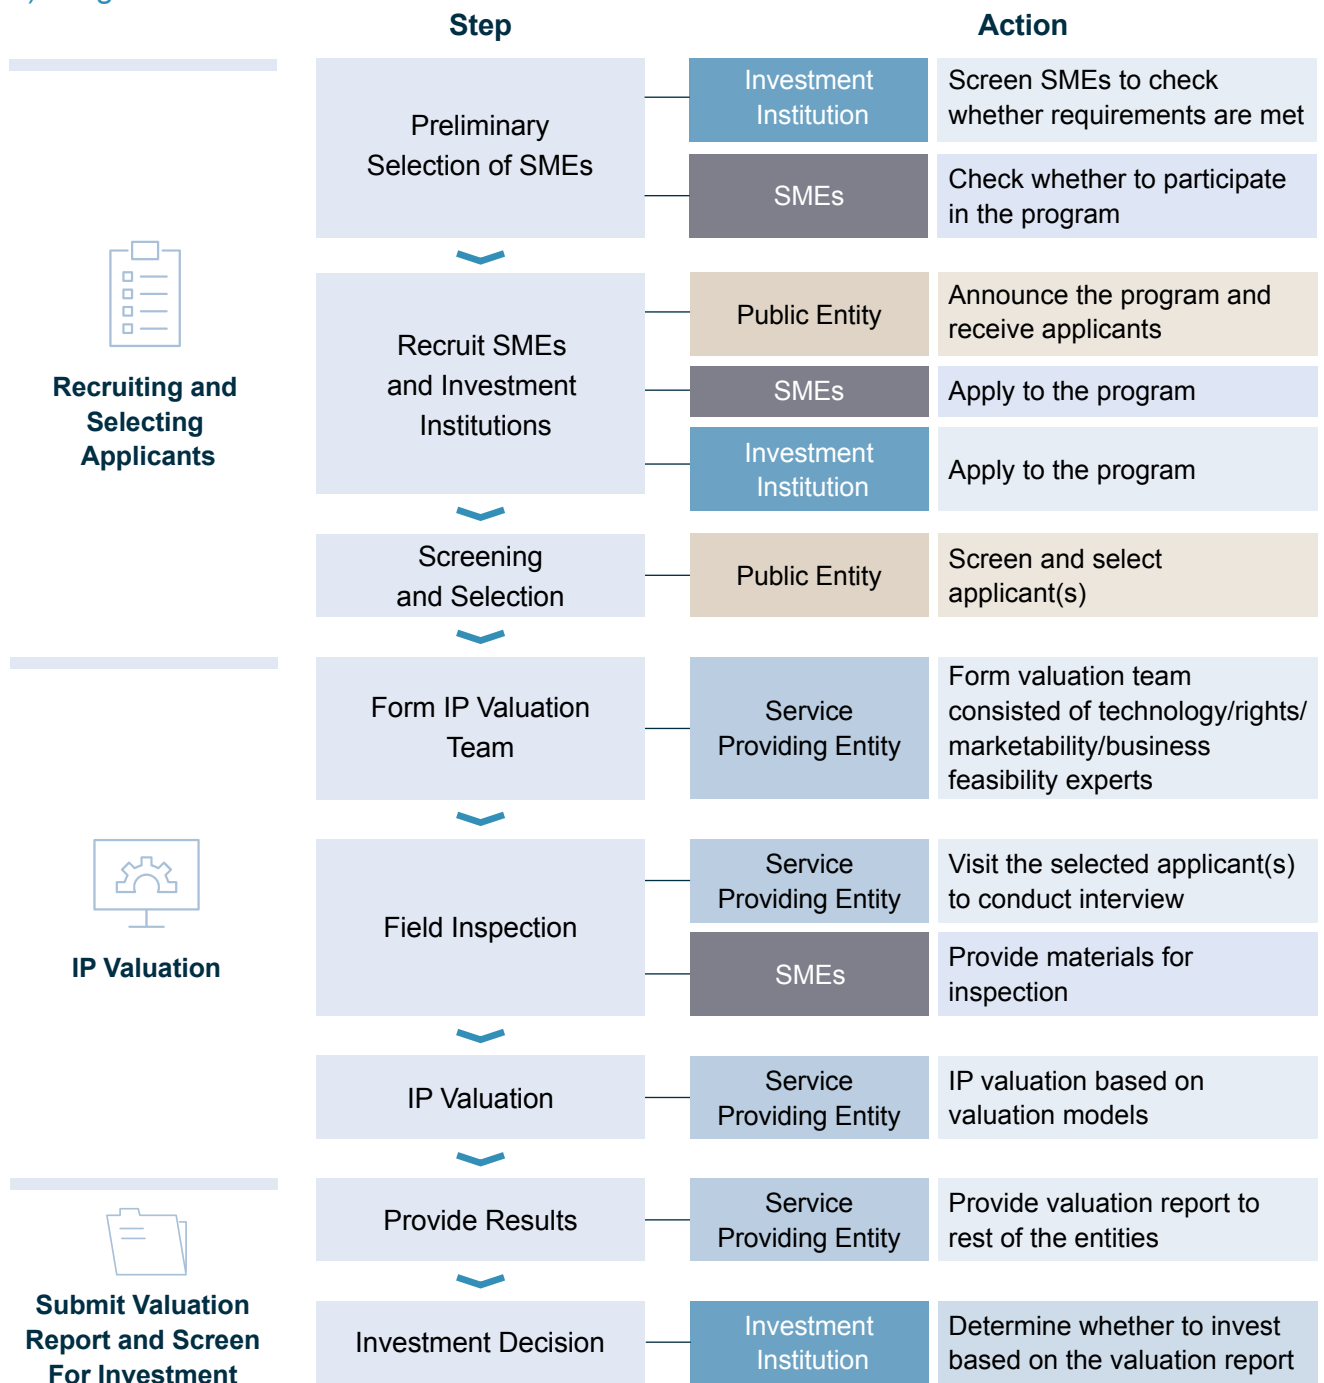 Step
Action
Recruiting and
Selecting
Applicants
Preliminary
Selection of SMEs
Investment
Institution
Screen SMEs to check
whether requirements are met
SMEs
Check whether to participate
in the program
Recruit SMEs
and Investment
Institutions
Public Entity
Announce the program and
receive applicants
SMEs
Apply to the program
Investment
Institution
Apply to the program
Screening
and Selection
Public Entity
Screen and select
applicant(s)
IP Valuation
Form IP Valuation
Team
Service
Providing Entity
Form valuation team
consisted of technology/rights/
marketability/business
feasibility experts
Field Inspection
Service
Providing Entity
Visit the selected applicant(s)
to conduct interview
SMEs
Provide materials for
inspection
IP Valuation
Service
Providing Entity
IP valuation based on
valuation models
Submit Valuation
Report and Screen
For Investment
Provide Results
Service
Providing Entity
Provide valuation report to
rest of the entities
Investment Decision
Investment
Institution
Determine whether to invest
based on the valuation report